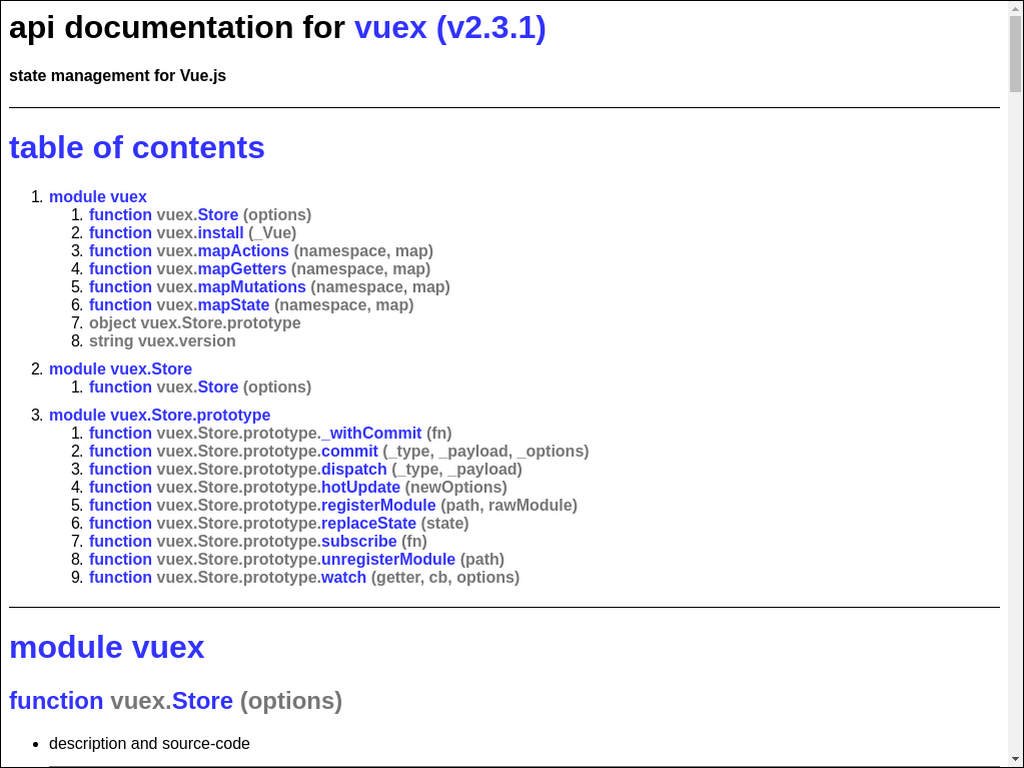 api documentation for vuex (v2.3.1)
state management for Vue.js
table of contents
1. module vuex
1. function vuex.Store (options)
2. function vuex.install (_Vue)
3. function vuex.mapActions (namespace, map)
4. function vuex.mapGetters (namespace, map)
5. function vuex.mapMutations (namespace, map)
6. function vuex.mapState (namespace, map)
7. object vuex.Store.prototype
8. string vuex.version
2. module vuex.Store
1. function vuex.Store (options)
3. module vuex.Store.prototype
1. function vuex.Store.prototype._withCommit (fn)
2. function vuex.Store.prototype.commit (_type, _payload, _options)
3. function vuex.Store.prototype.dispatch (_type, _payload)
4. function vuex.Store.prototype.hotUpdate (newOptions)
5. function vuex.Store.prototype.registerModule (path, rawModule)
6. function vuex.Store.prototype.replaceState (state)
7. function vuex.Store.prototype.subscribe (fn)
8. function vuex.Store.prototype.unregisterModule (path)
9. function vuex.Store.prototype.watch (getter, cb, options)
module vuex
function vuex.Store (options)
• description and source-code